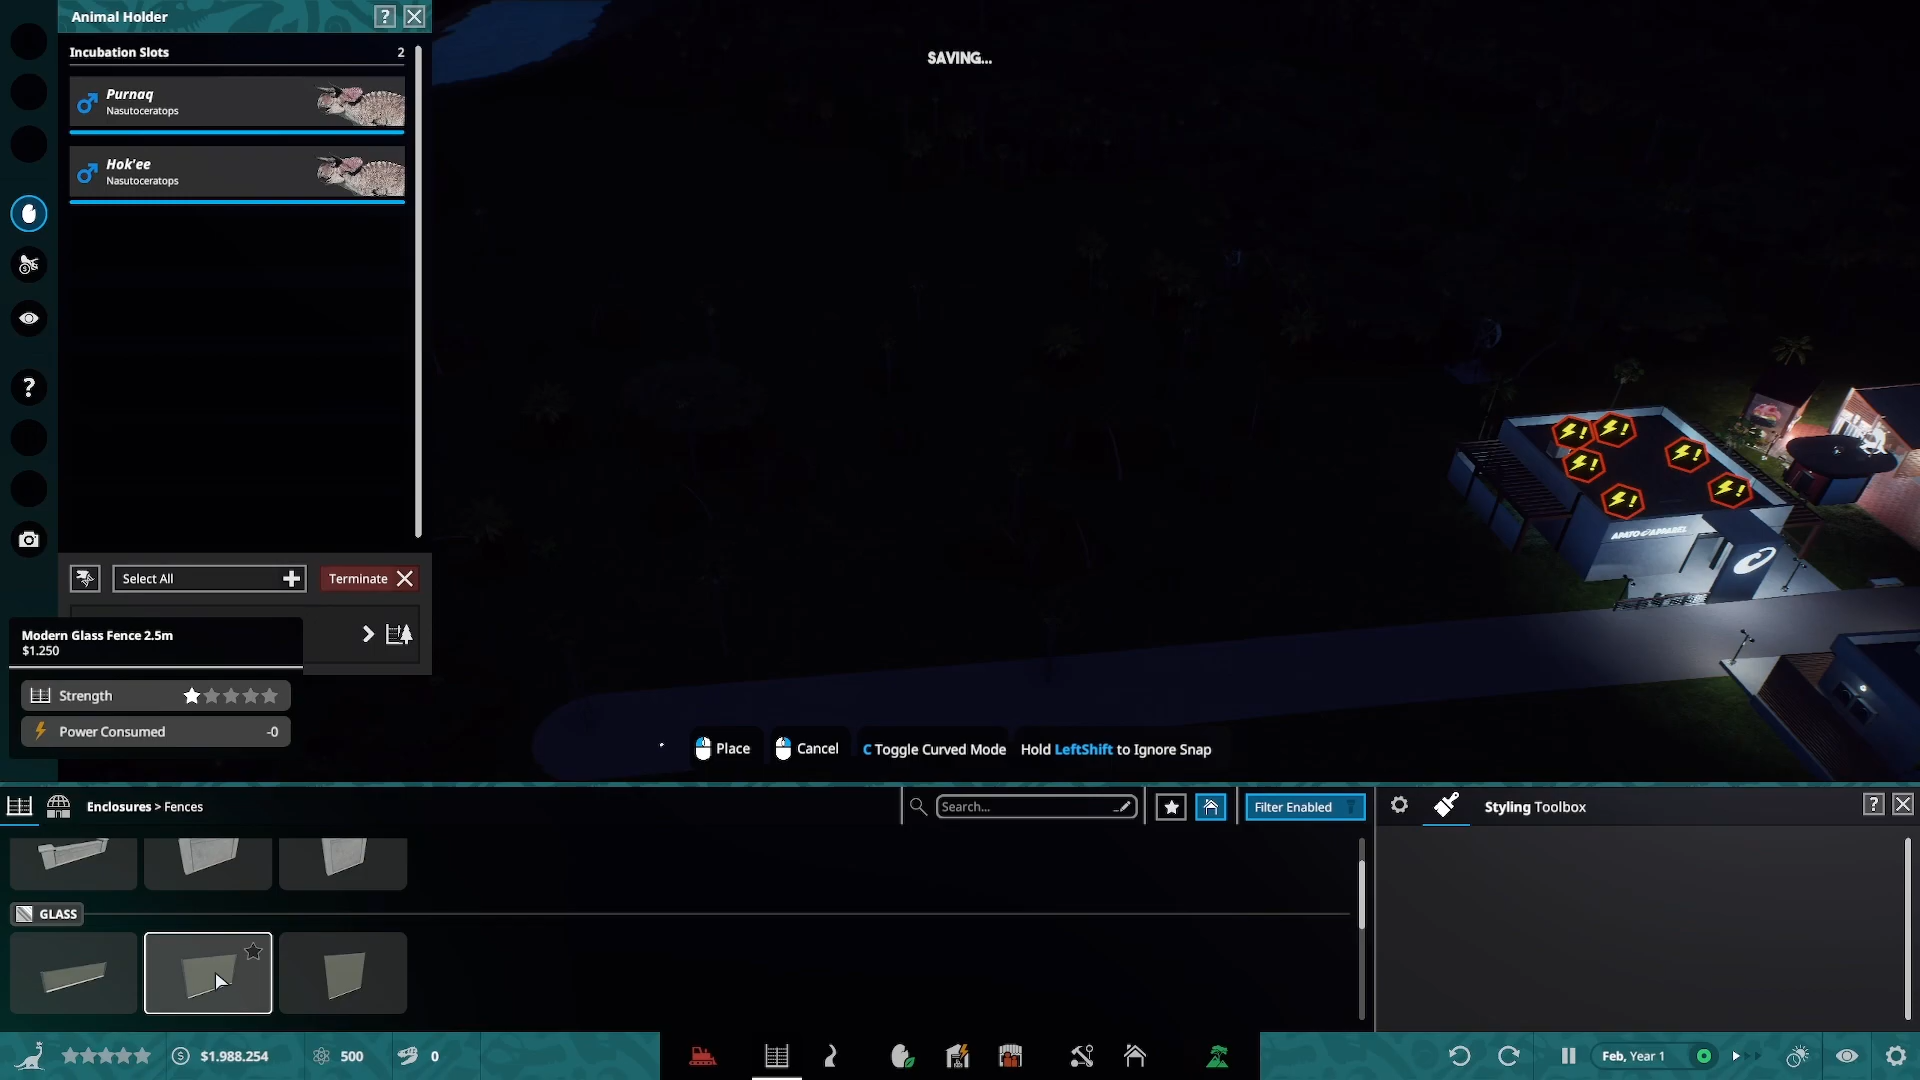 Animal Holder
?
SAVING...
Incubation Slots 2
Purnaq
Nasutoceratops
Hok'ee
Nasutoceratops
?
Select All
Terminate
Modern Glass Fence 2.5m
$1.250
Strength
Power Consumed -0
APATO APPAREL
Place
Cancel
C Toggle Curved Mode
Hold LeftShift to Ignore Snap
Enclosures > Fences
Search...
Filter Enabled
Styling Toolbox
?
GLASS
$1.988.254
500
0
Feb, Year 1